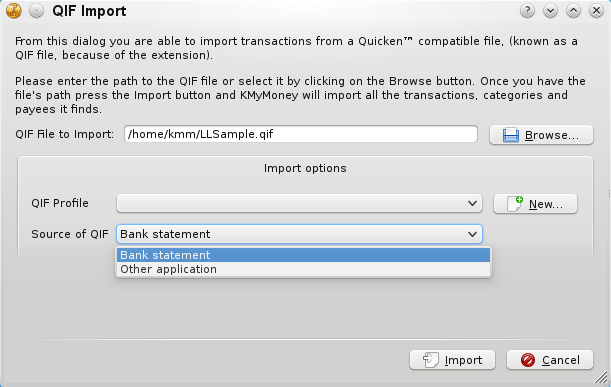 QIF Import
From this dialog you are able to import transactions from a Quicken™ compatible file, (known as a
QIF file, because of the extension).
Please enter the path to the QIF file or select it by clicking on the Browse button. Once you have the
file's path press the Import button and KMyMoney will import all the transactions, categories and
payees it finds.
QIF File to Import: /home/kmm/LLSample.qif Browse...
Import options
QIF Profile New...
Source of QIF Bank statement
Bank statement
Other application
Import Cancel